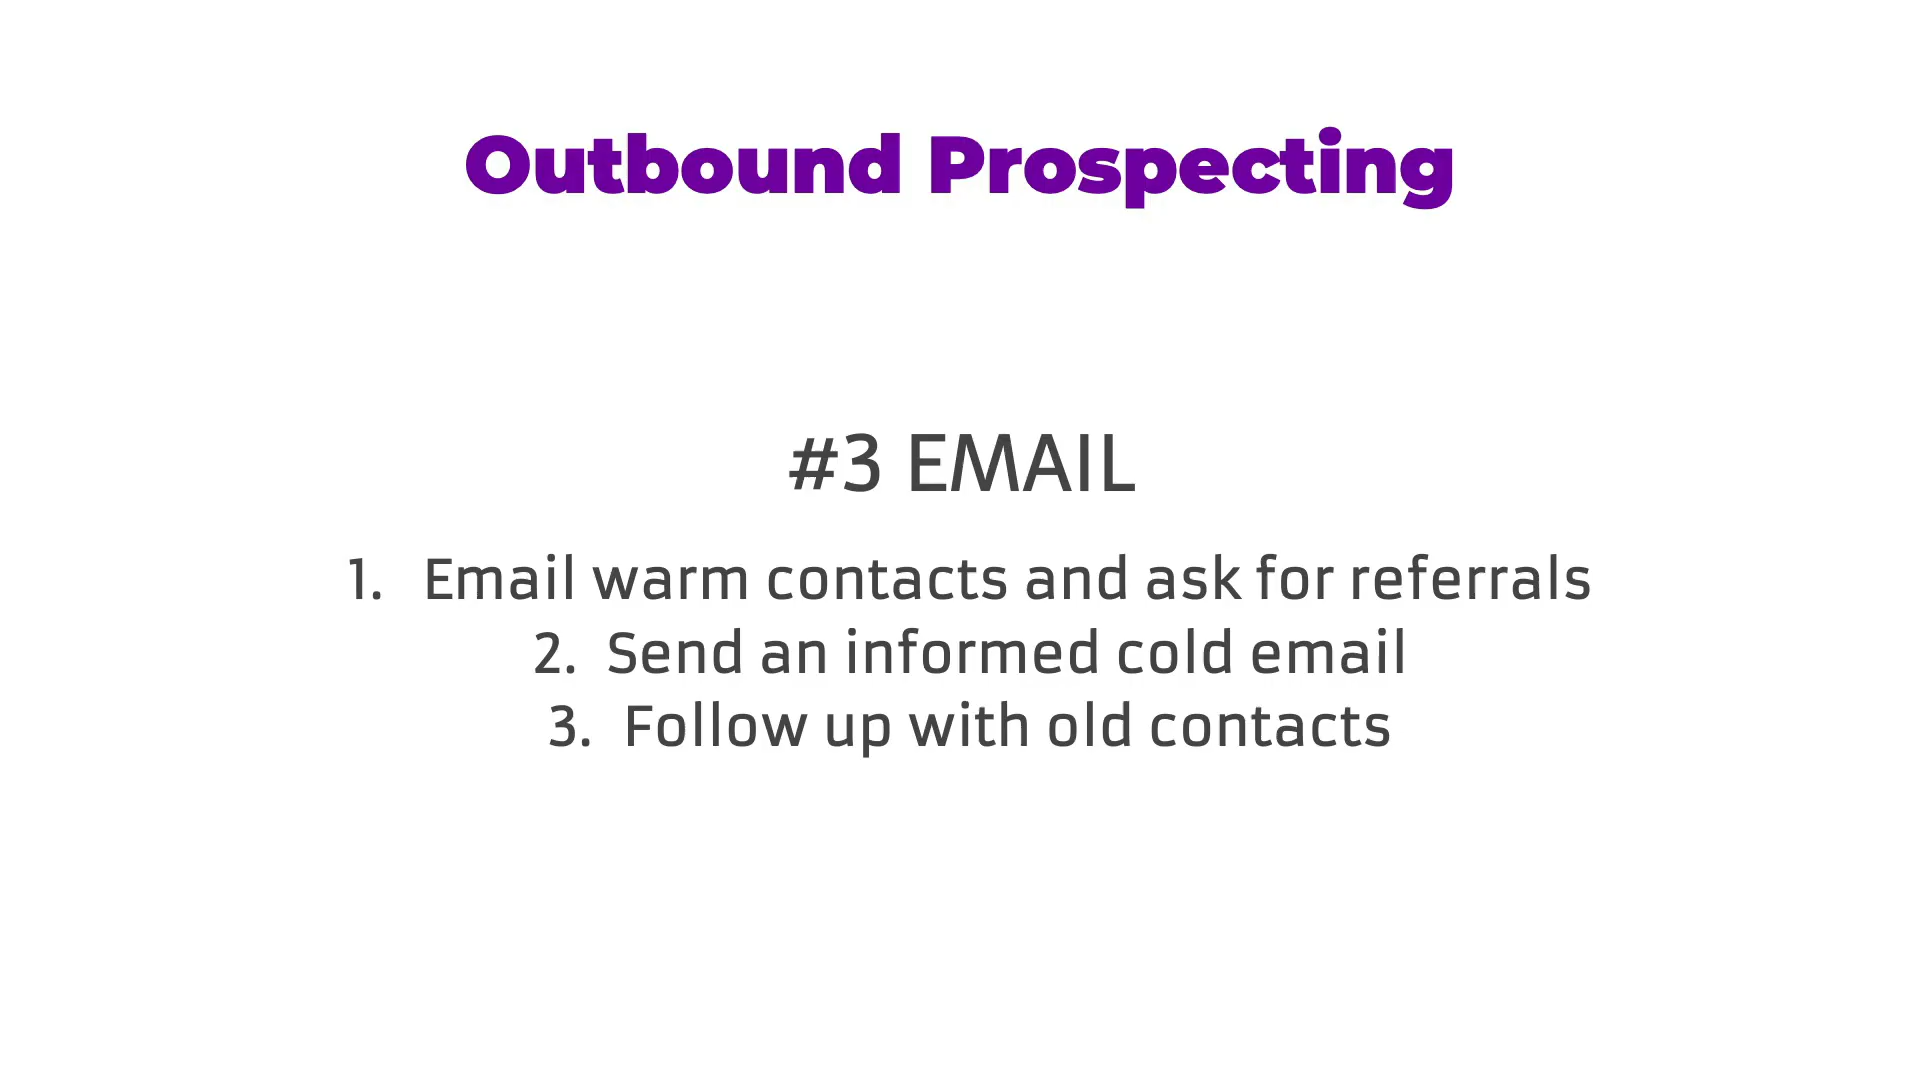 Outbound Prospecting
#3 EMAIL
1. Email warm contacts and ask for referrals
2. Send an informed cold email
3. Follow up with old contacts